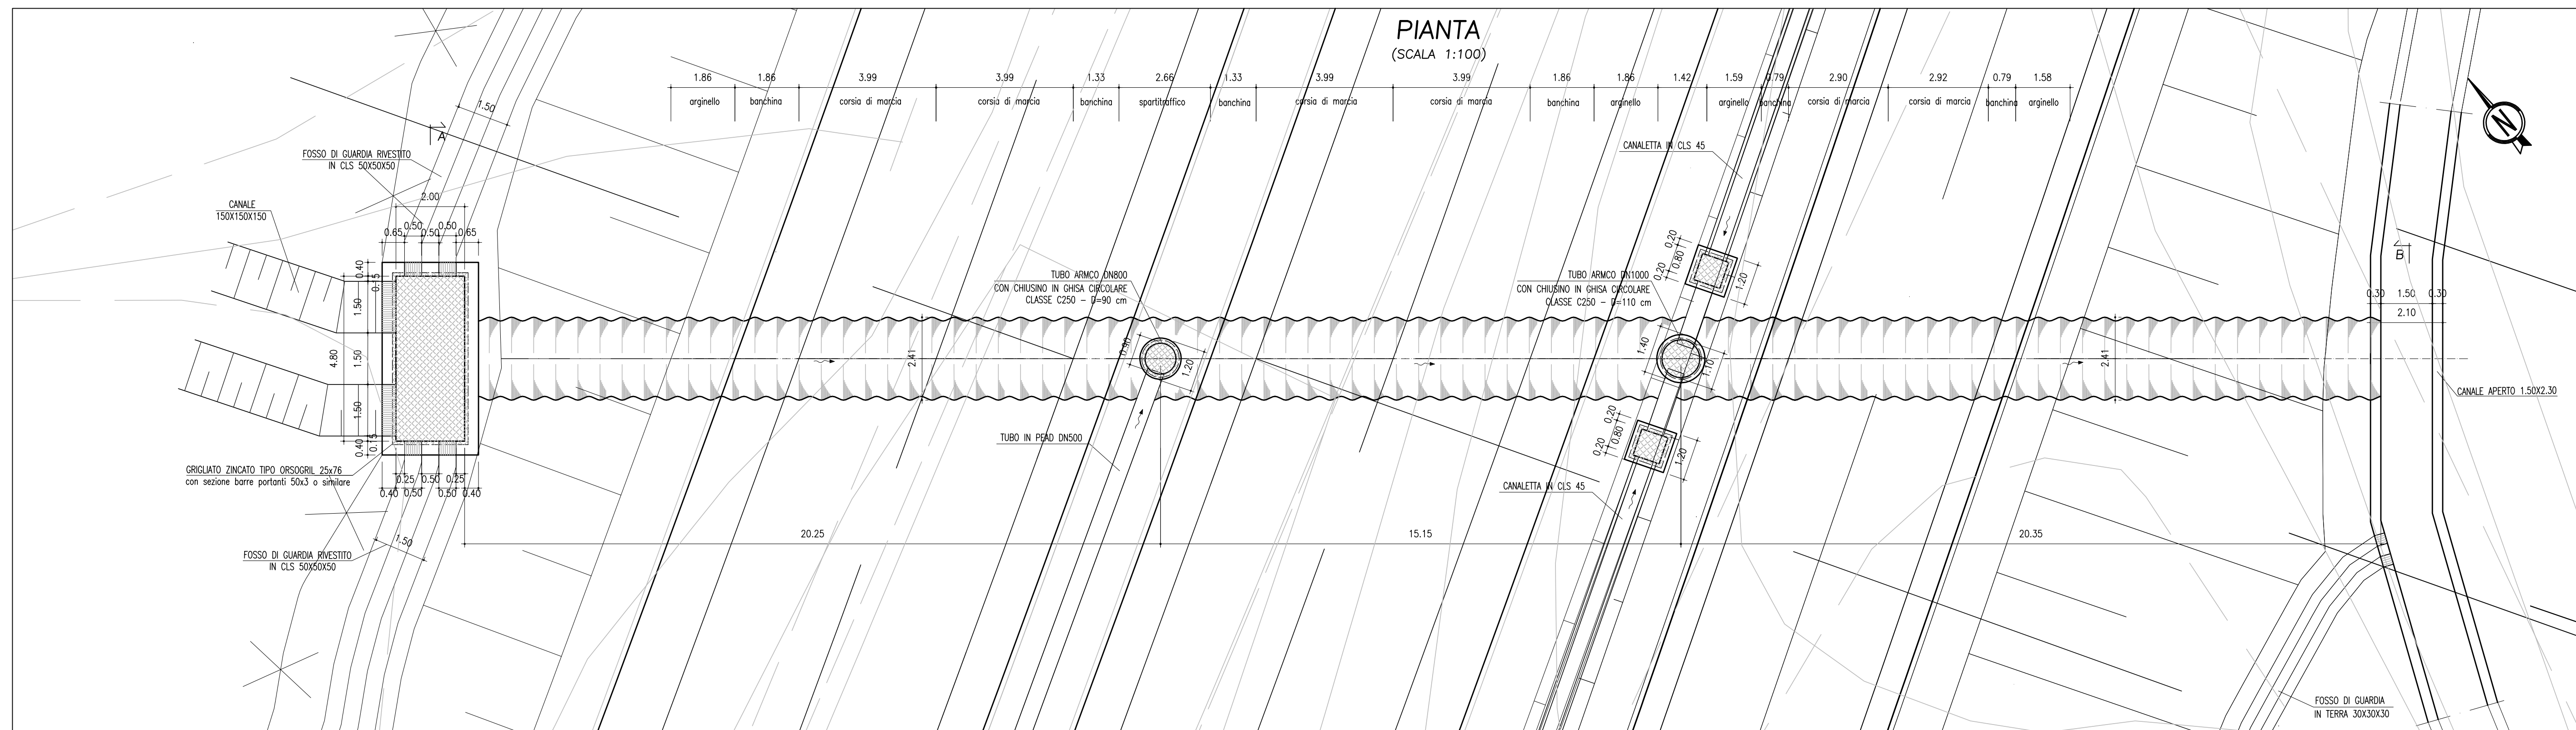 PIANTA
(SCALA 1:100)
1.86 1.86 3.99 3.99 1.33 2.66 1.33 3.99 3.99 1.86 1.86 1.42 1.59 0.79 2.90 2.92 0.79 1.58
arginello banchina corsia di marcia corsia di marcia banchina spartitraffico banchina corsia di marcia corsia di marcia banchina arginello arginello banchina corsia di marcia corsia di marcia banchina arginello
N
1.50
A
FOSSO DI GUARDIA RIVESTITO
IN CLS 50X50X50
CANALE
150X150X150
2.00
0.50 0.50
0.65 0.50 0.65
0.40
0.15
1.50
4.80
1.50
1.50
0.15
0.40
0.25 0.50 0.25
0.40 0.50 0.50 0.40
GRIGLIATO ZINCATO TIPO ORSOGRIL 25x76
con sezione barre portanti 50x3 o similare
1.50
FOSSO DI GUARDIA RIVESTITO
IN CLS 50X50X50
2.41
TUBO ARMCO DN800
CON CHIUSINO IN GHISA CIRCOLARE
CLASSE C250 - D=90 cm
0.90
1.20
TUBO IN PEAD DN500
CANALETTA IN CLS 45
0.20
0.80
0.20
1.20
TUBO ARMCO DN1000
CON CHIUSINO IN GHISA CIRCOLARE
CLASSE C250 - D=110 cm
1.40
1.10
0.20
0.80
0.20
1.20
CANALETTA IN CLS 45
20.25 15.15 20.35
2.41
B
0.30 1.50 0.30
2.10
CANALE APERTO 1.50X2.30
FOSSO DI GUARDIA
IN TERRA 30X30X30